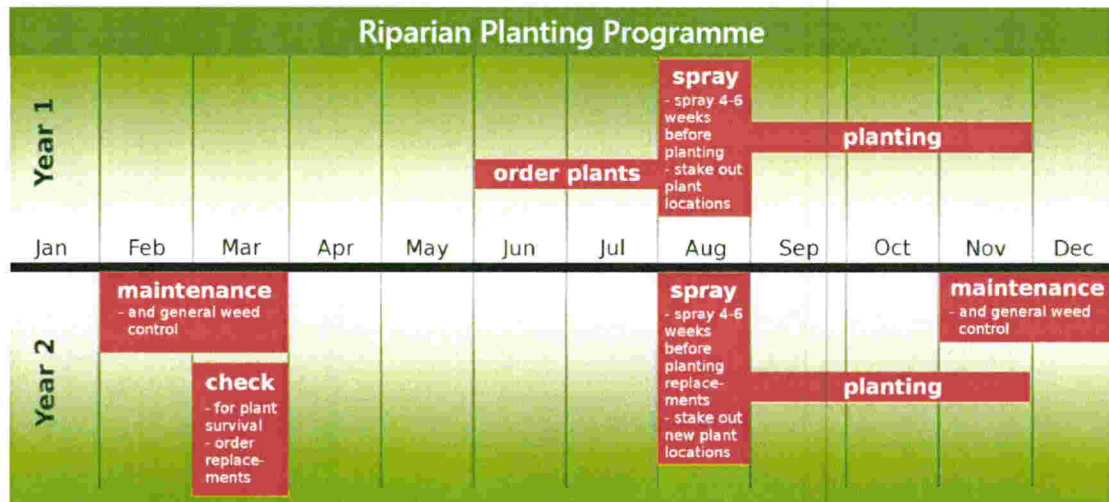 Riparian Planting Programme
Year 1
spray
- spray 4-6
weeks
before
planting
- stake out
plant
locations
planting
order plants
Jan Feb Mar Apr May Jun Jul Aug Sep Oct Nov Dec
Year 2
maintenance
- and general weed
control
check
- for plant
survival
- order
replace-
ments
spray
- spray 4-6
weeks
before
planting
replace-
ments
- stake out
new plant
locations
planting
maintenance
- and general weed
control